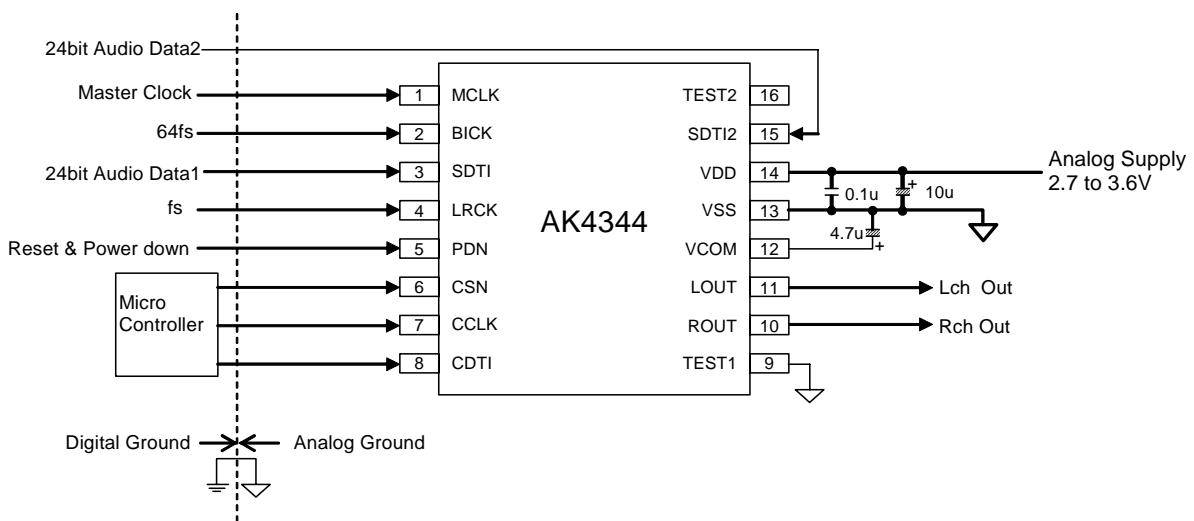 24bit Audio Data2
Master Clock
64fs
24bit Audio Data1
fs
Reset & Power down
Micro
Controller
1 MCLK
2 BICK
3 SDTI
4 LRCK
5 PDN
6 CSN
7 CCLK
8 CDTI
AK4344
TEST2 16
SDTI2 15
VDD 14
VSS 13
VCOM 12
LOUT 11
ROUT 10
TEST1 9
0.1u
+
10u
4.7u
+
Analog Supply
2.7 to 3.6V
Lch Out
Rch Out
Digital Ground
Analog Ground